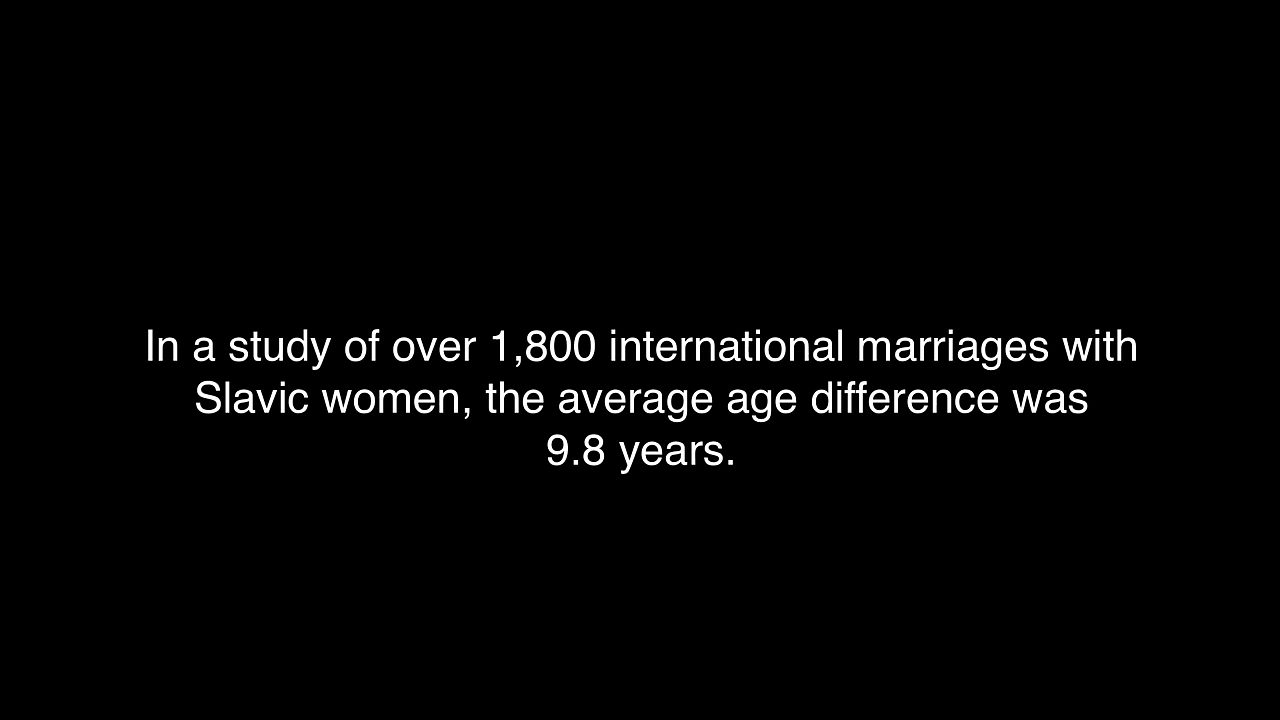 In a study of over 1,800 international marriages with
Slavic women, the average age difference was
9.8 years.